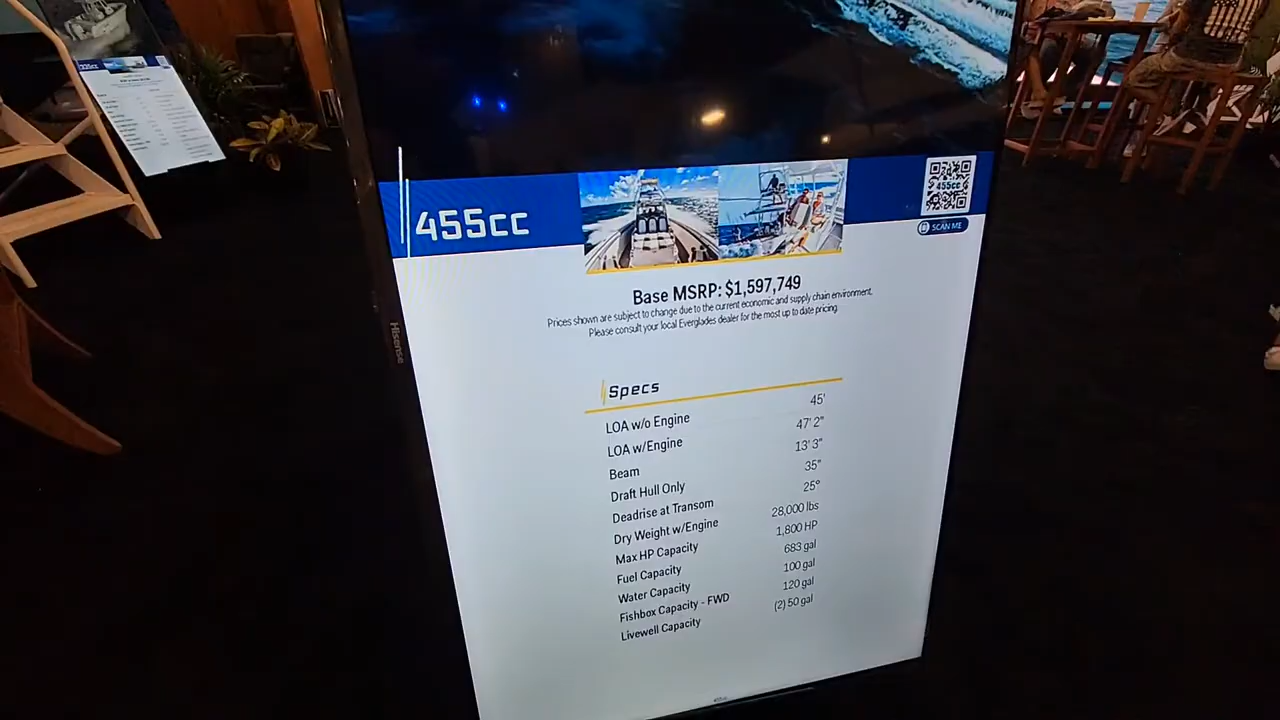 455cc
455cc
SCAN ME
Base MSRP: $1,597,749
Prices shown are subject to change due to the current economic and supply chain environment.
Please consult your local Everglades dealer for the most up to date pricing.
Hisense
Specs
LOA w/o Engine 45'
LOA w/Engine 47' 2"
Beam 13' 3"
Draft Hull Only 35"
Deadrise at Transom 25°
Dry Weight w/Engine 28,000 lbs
Max HP Capacity 1,800 HP
Fuel Capacity 683 gal
Water Capacity 100 gal
Fishbox Capacity - FWD 120 gal
Livewell Capacity (2) 50 gal